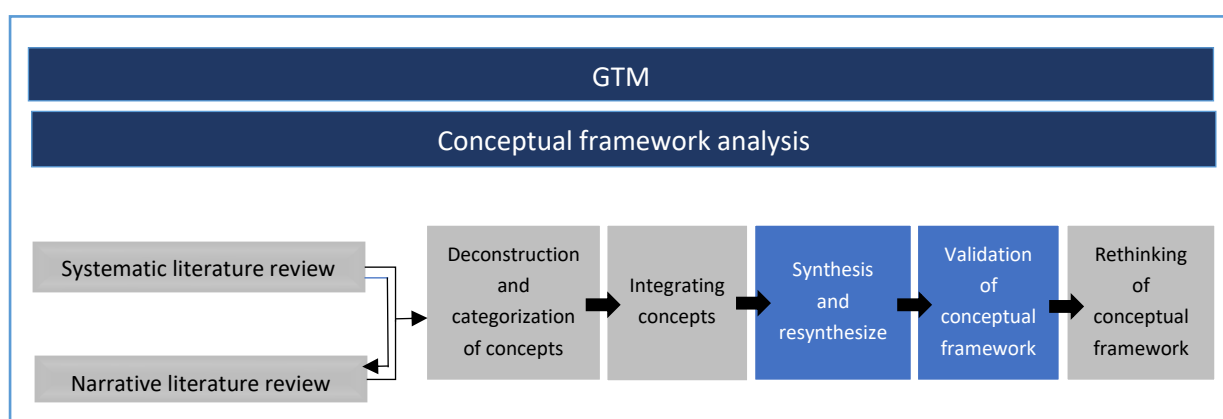 GTM
Conceptual framework analysis
Systematic literature review
Narrative literature review
Deconstruction
and
categorization
of concepts
Integrating
concepts
Synthesis
and
resynthesize
Validation
of
conceptual
framework
Rethinking
of
conceptual
framework